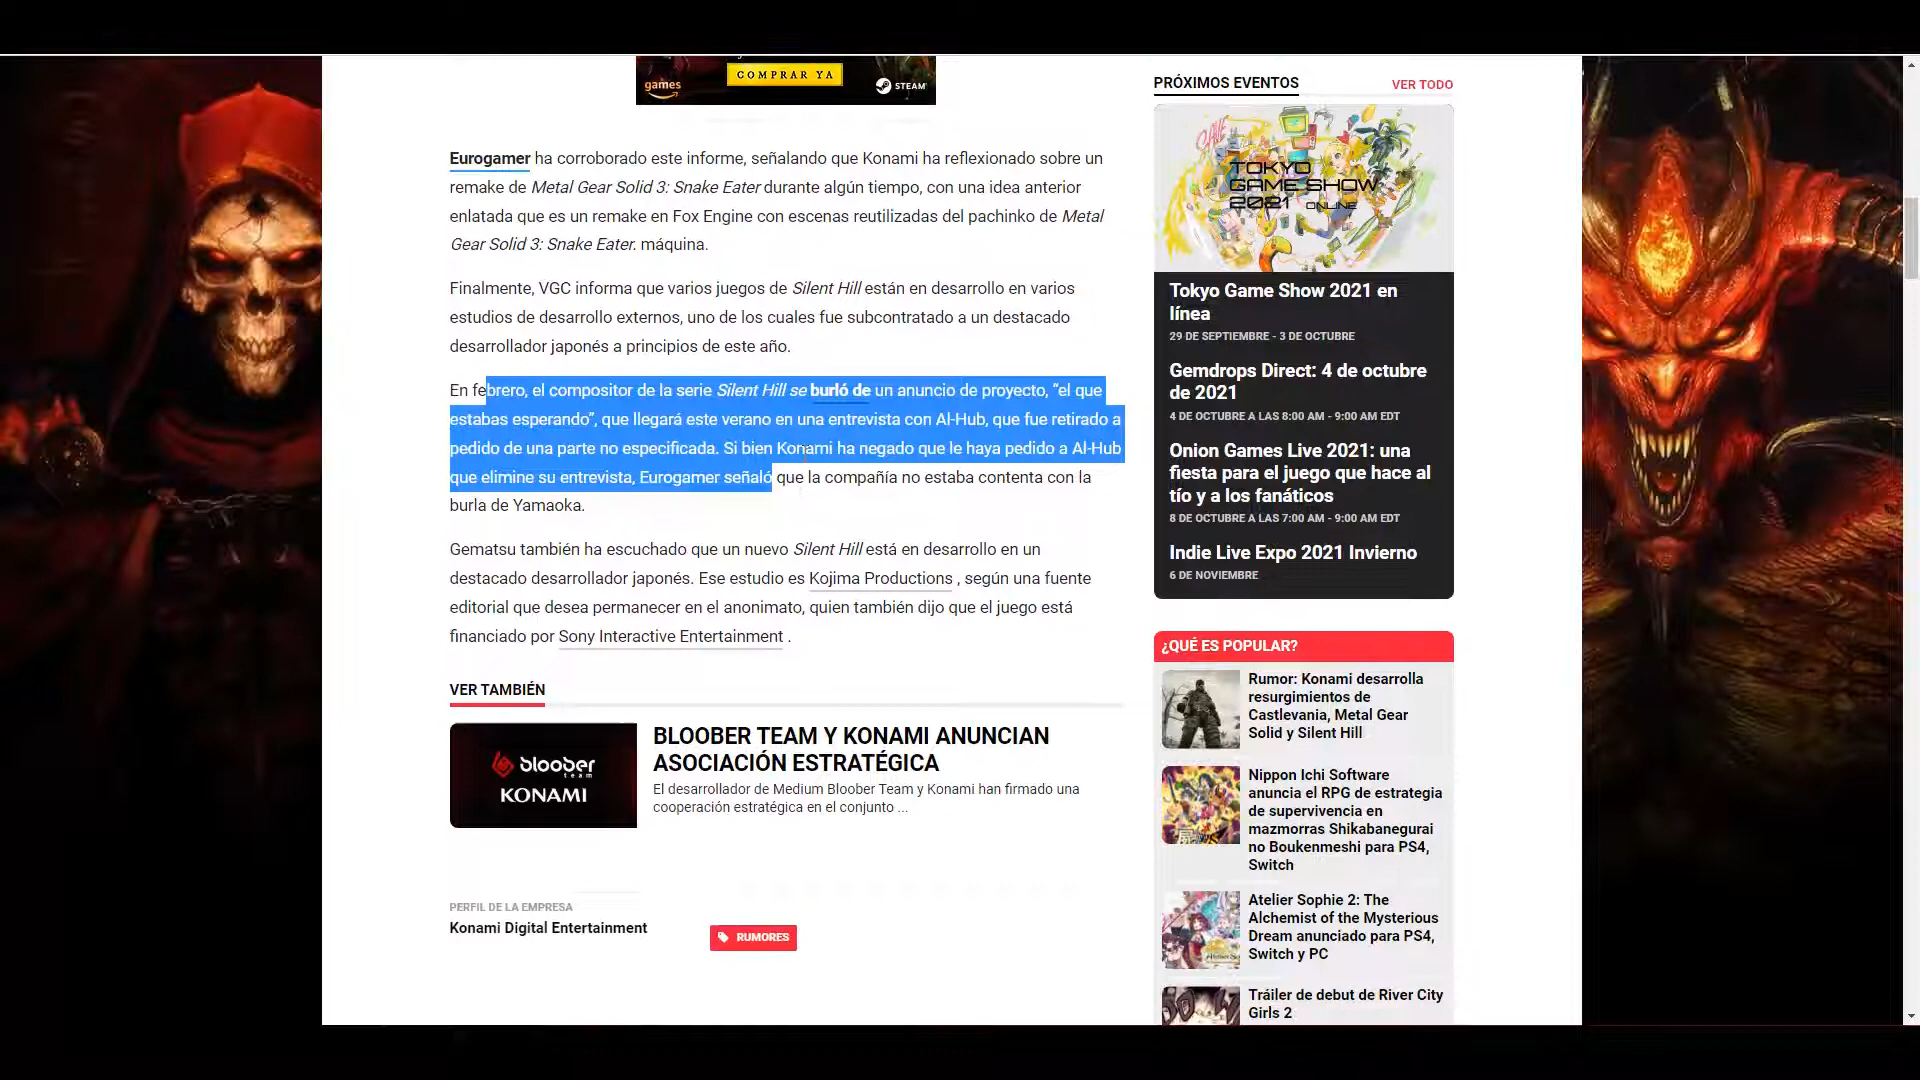 COMPRAR YA
games
STEAM
Eurogamer ha corroborado este informe, señalando que Konami ha reflexionado sobre un
remake de Metal Gear Solid 3: Snake Eater durante algún tiempo, con una idea anterior
enlatada que es un remake en Fox Engine con escenas reutilizadas del pachinko de Metal
Gear Solid 3: Snake Eater. máquina.
Finalmente, VGC informa que varios juegos de Silent Hill están en desarrollo en varios
estudios de desarrollo externos, uno de los cuales fue subcontratado a un destacado
desarrollador japonés a principios de este año.
En febrero, el compositor de la serie Silent Hill se burló de un anuncio de proyecto, “el que
estabas esperando”, que llegará este verano en una entrevista con Al-Hub, que fue retirado a
pedido de una parte no especificada. Si bien Konami ha negado que le haya pedido a Al-Hub
que elimine su entrevista, Eurogamer señaló que la compañía no estaba contenta con la
burla de Yamaoka.
Gematsu también ha escuchado que un nuevo Silent Hill está en desarrollo en un
destacado desarrollador japonés. Ese estudio es Kojima Productions , según una fuente
editorial que desea permanecer en el anonimato, quien también dijo que el juego está
financiado por Sony Interactive Entertainment .
VER TAMBIÉN
bloober
team
KONAMI
BLOOBER TEAM Y KONAMI ANUNCIAN
ASOCIACIÓN ESTRATÉGICA
El desarrollador de Medium Bloober Team y Konami han firmado una
cooperación estratégica en el conjunto ...
PERFIL DE LA EMPRESA
Konami Digital Entertainment
RUMORES
PRÓXIMOS EVENTOS
VER TODO
TOKYO
GAME SHOW
2021 ONLINE
Tokyo Game Show 2021 en
línea
29 DE SEPTIEMBRE - 3 DE OCTUBRE
Gemdrops Direct: 4 de octubre
de 2021
4 DE OCTUBRE A LAS 8:00 AM - 9:00 AM EDT
Onion Games Live 2021: una
fiesta para el juego que hace al
tío y a los fanáticos
8 DE OCTUBRE A LAS 7:00 AM - 9:00 AM EDT
Indie Live Expo 2021 Invierno
6 DE NOVIEMBRE
¿QUÉ ES POPULAR?
Rumor: Konami desarrolla
resurgimientos de
Castlevania, Metal Gear
Solid y Silent Hill
Nippon Ichi Software
anuncia el RPG de estrategia
de supervivencia en
mazmorras Shikabanegurai
no Boukenmeshi para PS4,
Switch
Atelier Sophie 2: The
Alchemist of the Mysterious
Dream anunciado para PS4,
Switch y PC
Tráiler de debut de River City
Girls 2